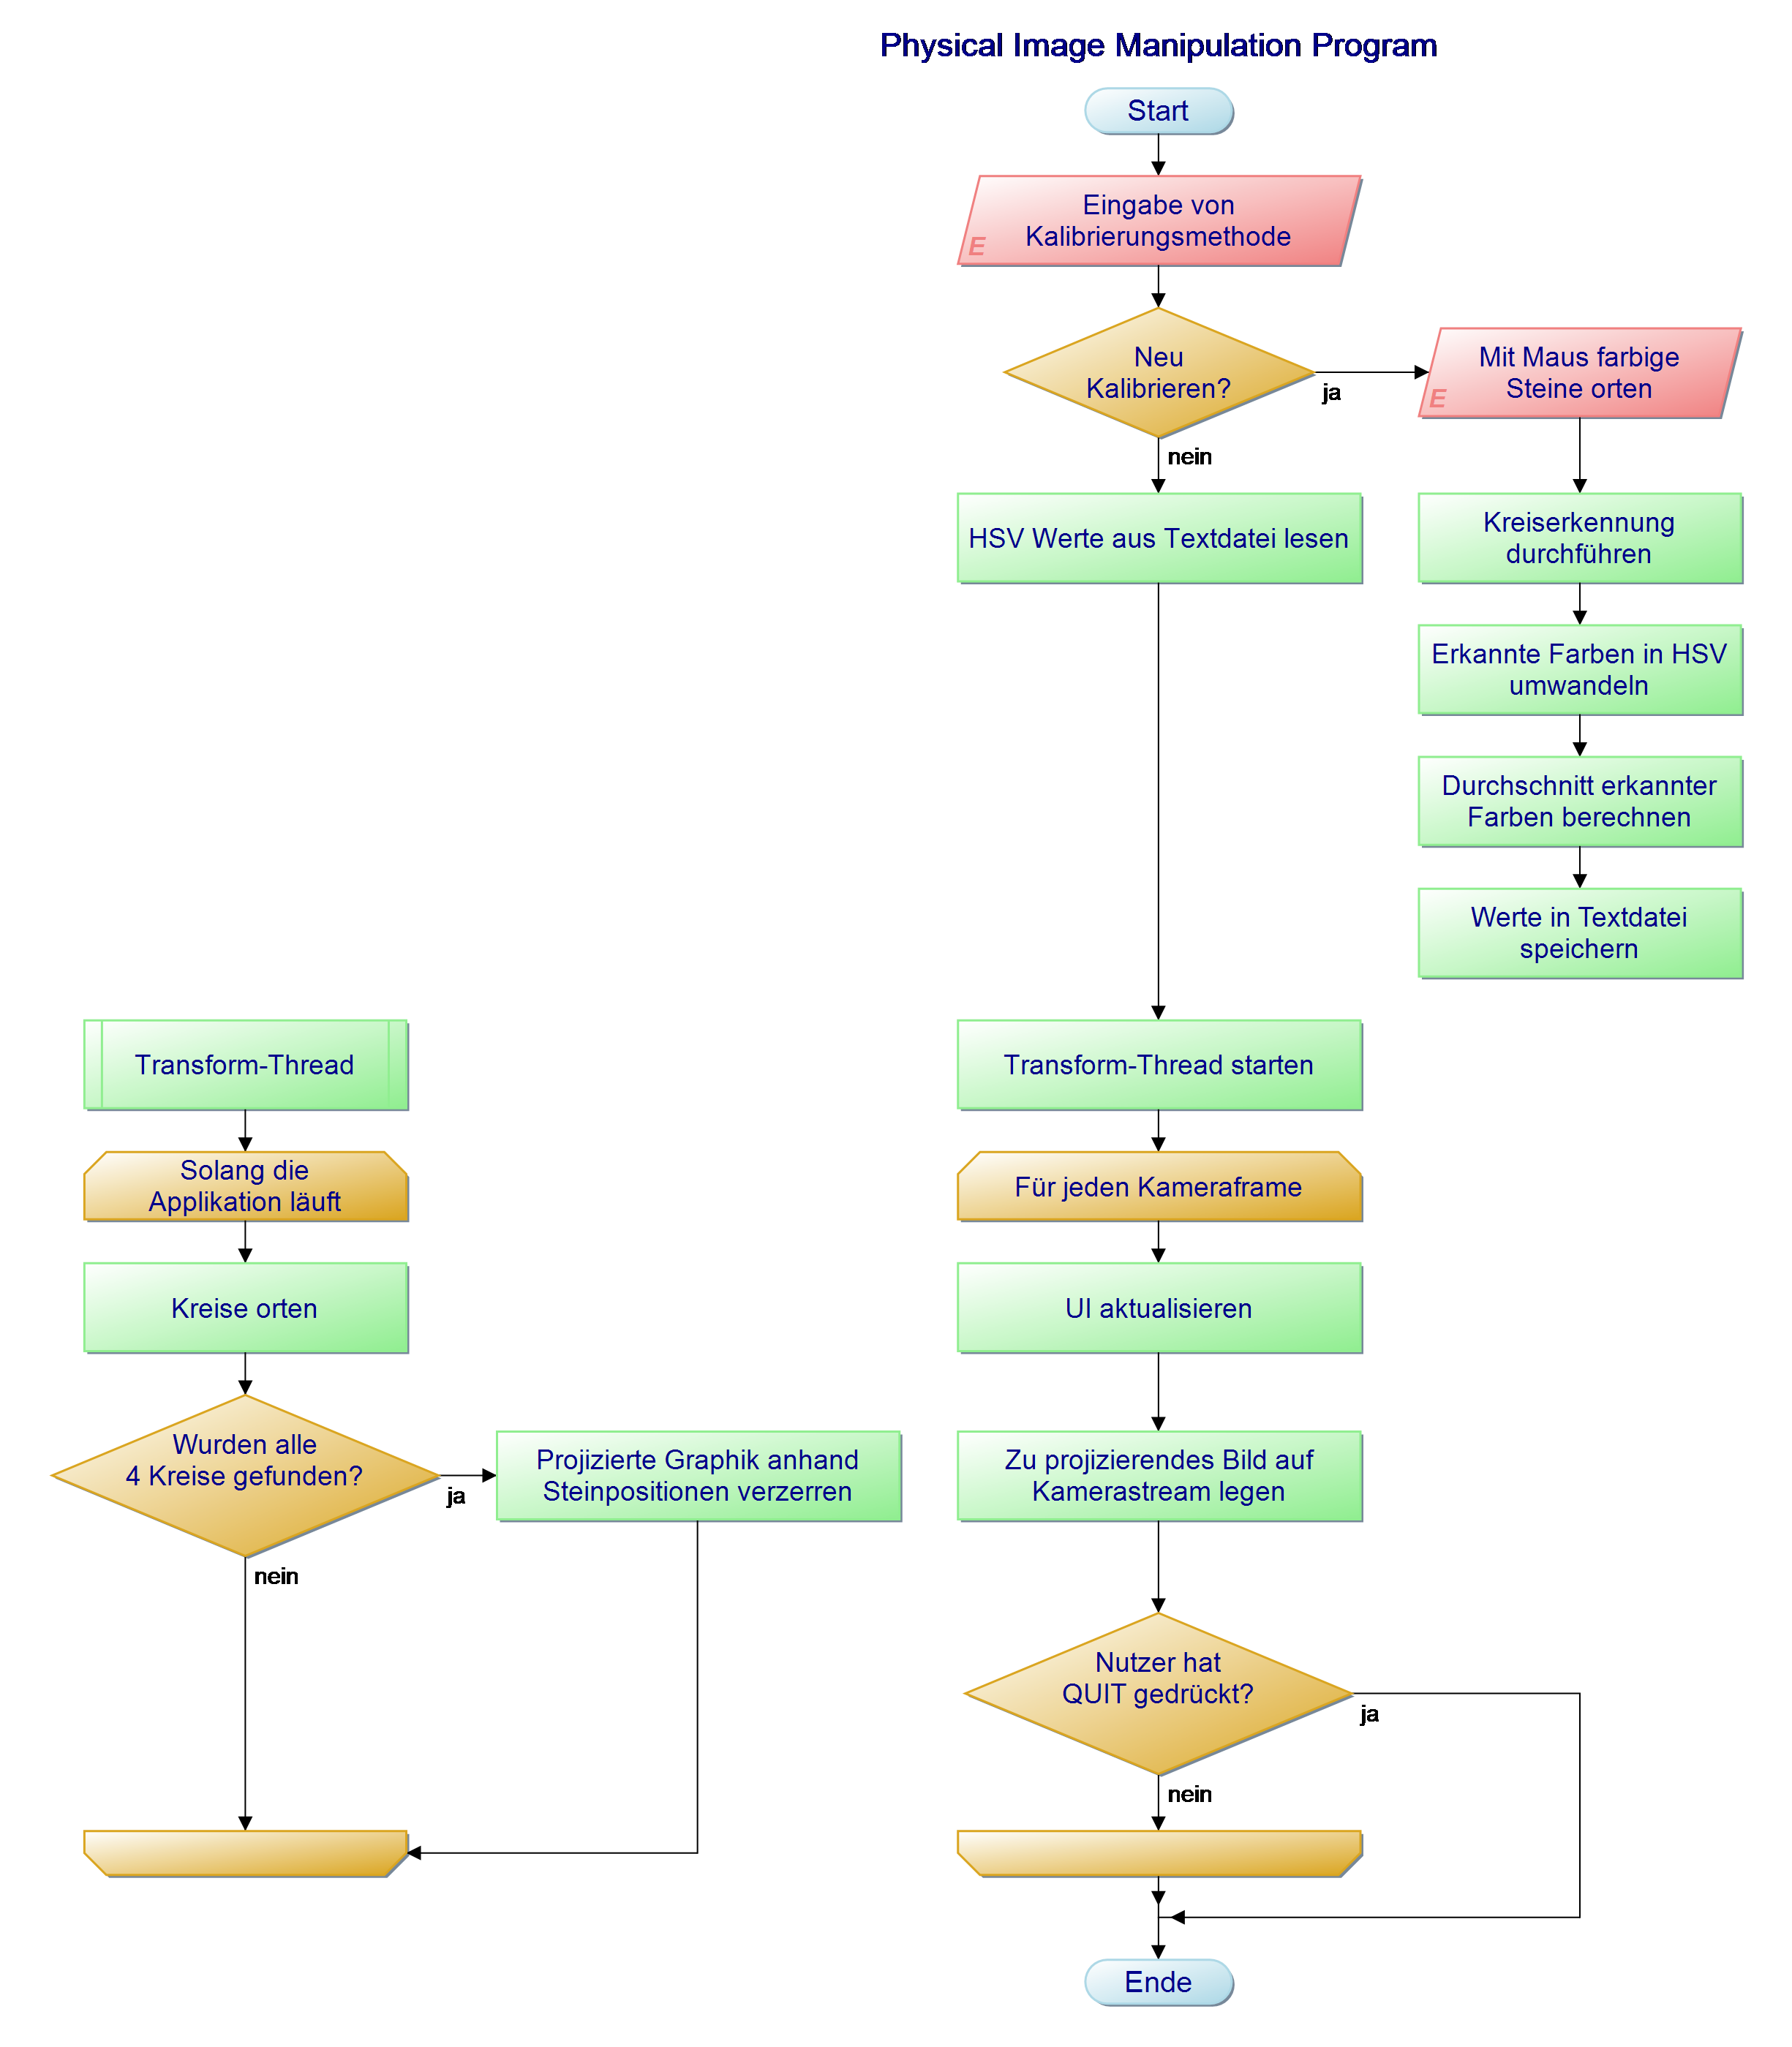 Physical Image Manipulation Program
Start
Eingabe von
Kalibrierungsmethode
E
Neu
Kalibrieren?
ja
nein
Mit Maus farbige
Steine orten
E
HSV Werte aus Textdatei lesen
Kreiserkennung
durchführen
Erkannte Farben in HSV
umwandeln
Durchschnitt erkannter
Farben berechnen
Werte in Textdatei
speichern
Transform-Thread starten
Für jeden Kameraframe
UI aktualisieren
Zu projizierendes Bild auf
Kamerastream legen
Nutzer hat
QUIT gedrückt?
ja
nein
Ende
Transform-Thread
Solang die
Applikation läuft
Kreise orten
Wurden alle
4 Kreise gefunden?
ja
nein
Projizierte Graphik anhand
Steinpositionen verzerren